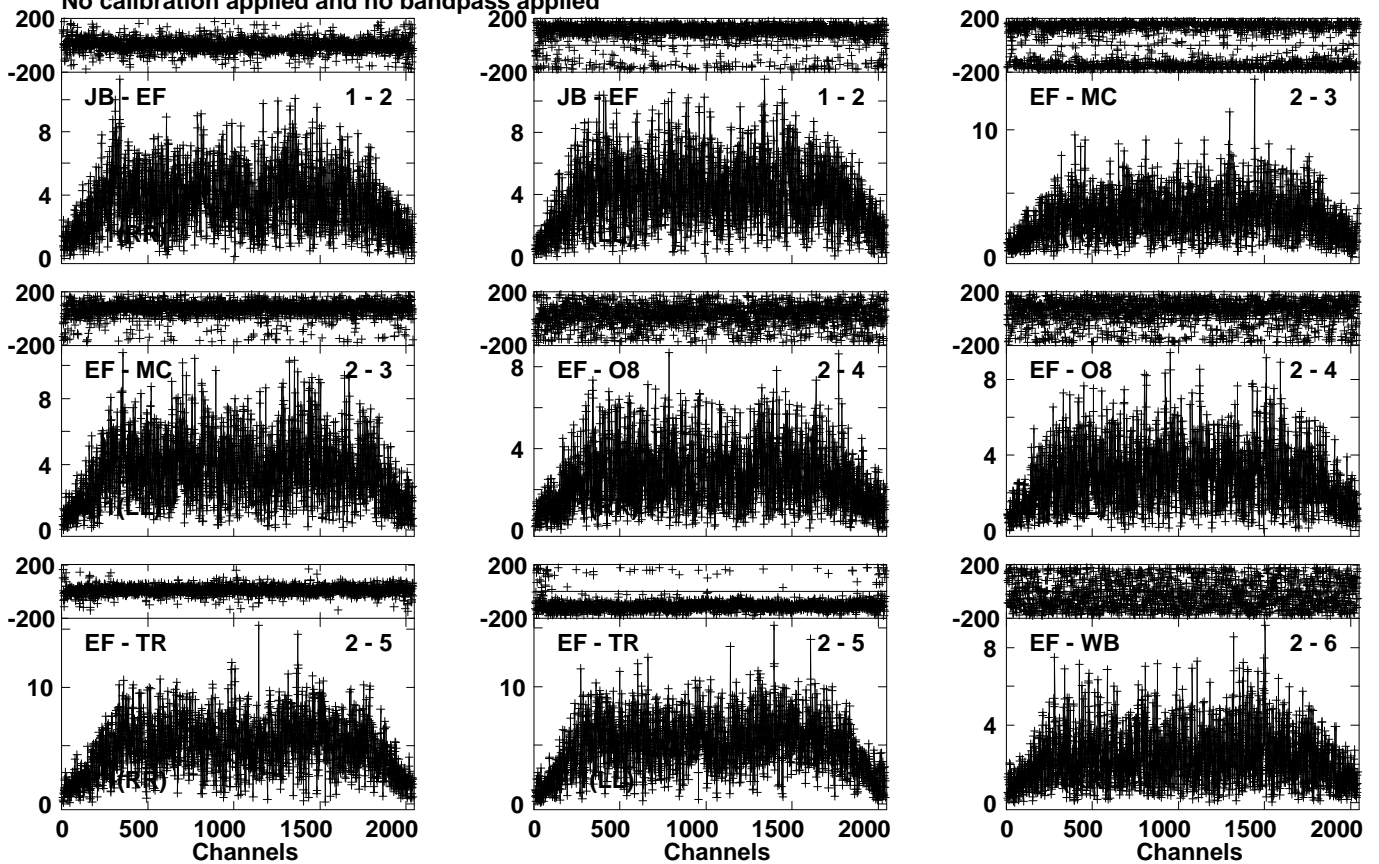 No calibration applied and no bandpass applied
200 200 200
-200 -200 -200
JB - EF 1 - 2 JB - EF 1 - 2 EF - MC 2 - 3
8 8 10
4 4
0 0 0
200 200 200
-200 -200 -200
EF - MC 2 - 3 EF - O8 2 - 4 EF - O8 2 - 4
8 8 8
4 4 4
0 0 0
200 200 200
-200 -200 -200
EF - TR 2 - 5 EF - TR 2 - 5 EF - WB 2 - 6
10 10 8
4
(RR) (LL)
0 0 0
0 500 1000 1500 2000 0 500 1000 1500 2000 0 500 1000 1500 2000
Channels Channels Channels